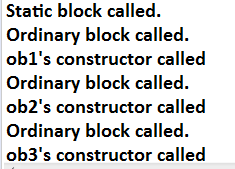 Static block called.
Ordinary block called.
ob1's constructor called
Ordinary block called.
ob2's constructor called
Ordinary block called.
ob3's constructor called